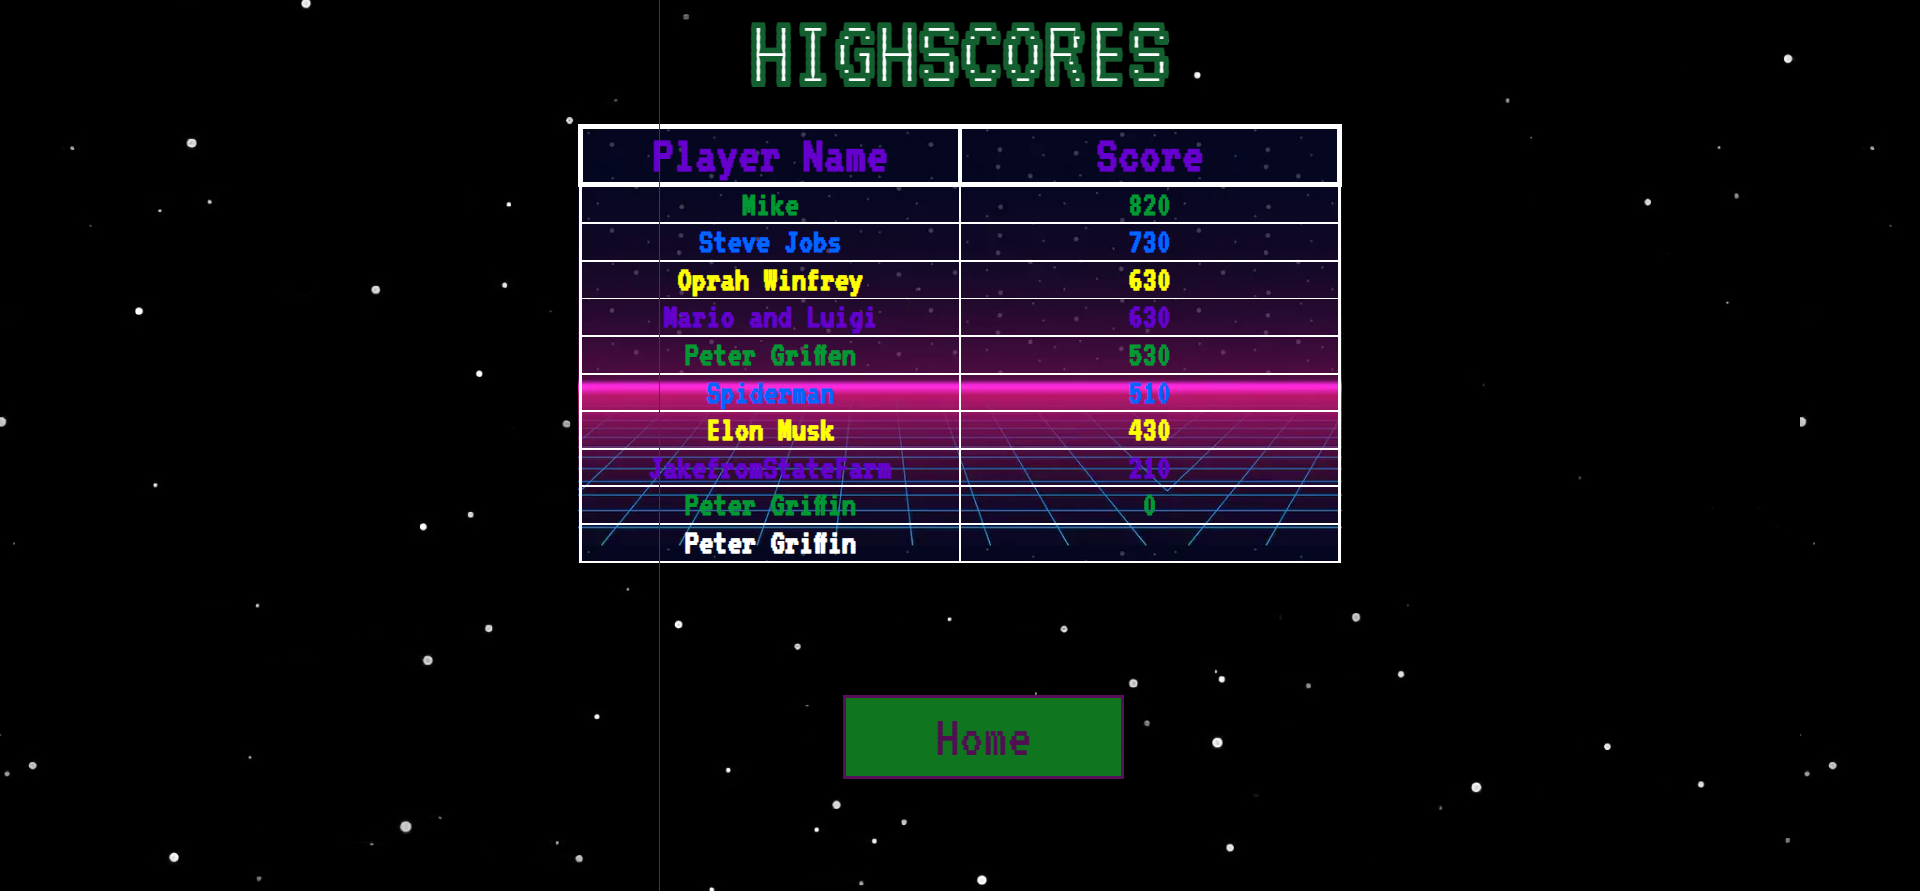 HIGHSCORES
Player Name Score
Mike 820
Steve Jobs 730
Oprah Winfrey 630
Mario and Luigi 630
Peter Griffen 530
Spiderman 510
Elon Musk 430
JakefromStateFarm 210
Peter Griffin 0
Peter Griffin
Home